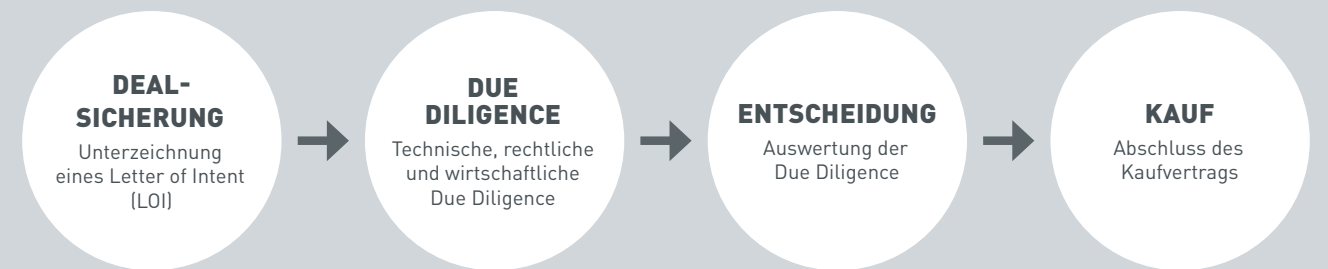 DEAL-
SICHERUNG
Unterzeichnung
eines Letter of Intent
(LOI)
DUE
DILIGENCE
Technische, rechtliche
und wirtschaftliche
Due Diligence
ENTSCHEIDUNG
Auswertung der
Due Diligence
KAUF
Abschluss des
Kaufvertrags